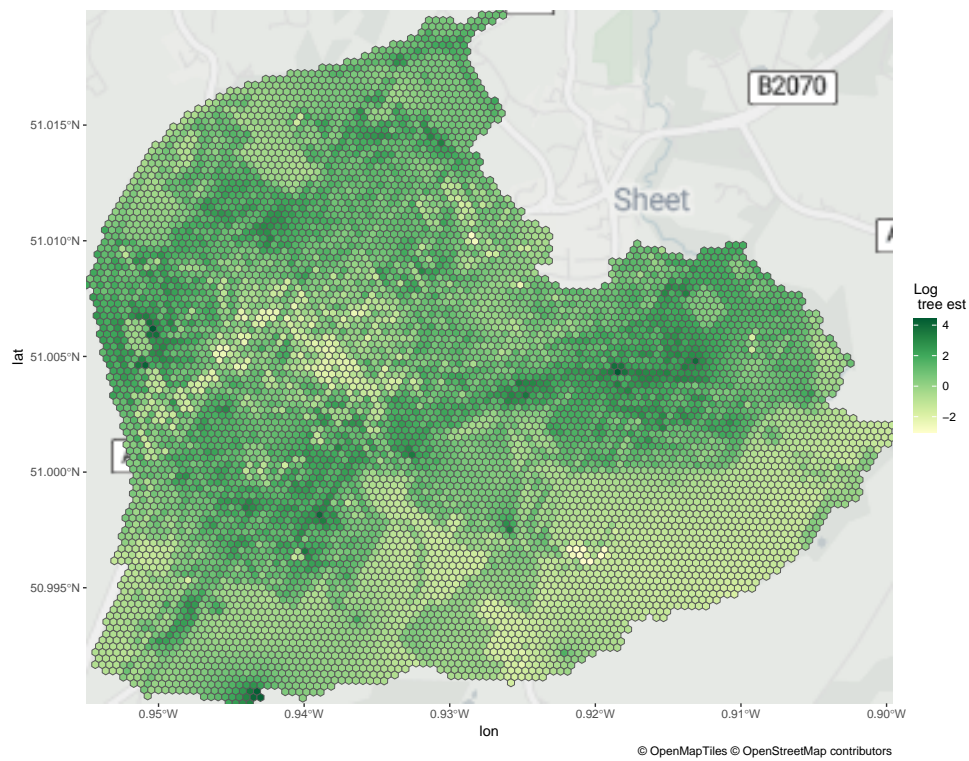 B2070
Sheet
A
A
51.015°N
51.010°N
51.005°N
51.000°N
50.995°N
lat
0.95°W
0.94°W
0.93°W
0.92°W
0.91°W
0.90°W
lon
Log
tree est
4
2
0
−2
© OpenMapTiles © OpenStreetMap contributors